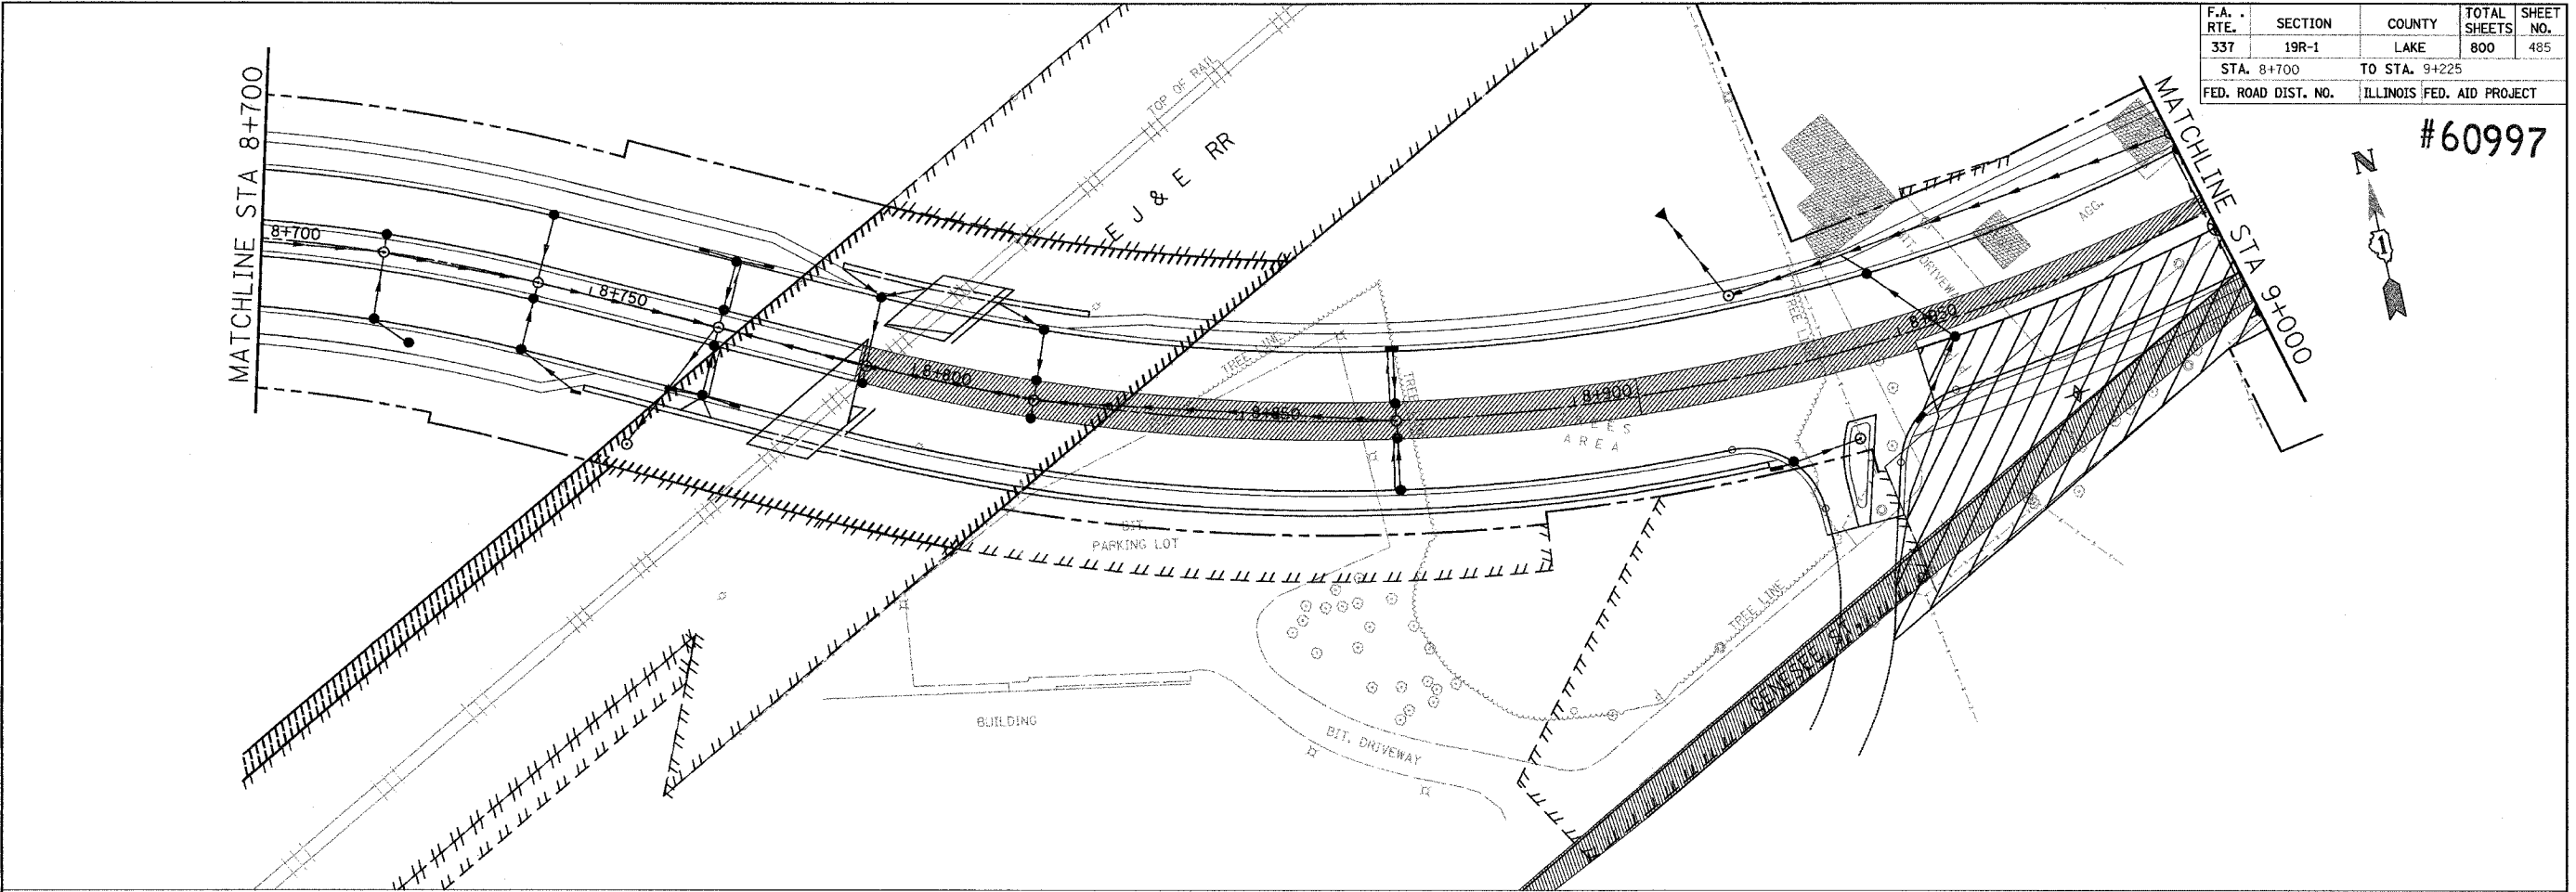 F.A. . RTE. SECTION COUNTY TOTAL SHEETS SHEET NO.
337 19R-1 LAKE 800 485
STA. 8+700 TO STA. 9+225
FED. ROAD DIST. NO. ILLINOIS FED. AID PROJECT
#60997
N
1
MATCHLINE STA 8+700
MATCHLINE STA 9+000
TOP OF RAIL
E J & E RR
AGG.
BIT. DRIVEWAY
TREE LINE
8+700
8+750
8+800
8+850
8+900
8+950
TREE LINE
TREE
AREA
BIT.
PARKING LOT
TREE LINE
GENESEE ST.
BUILDING
BIT. DRIVEWAY